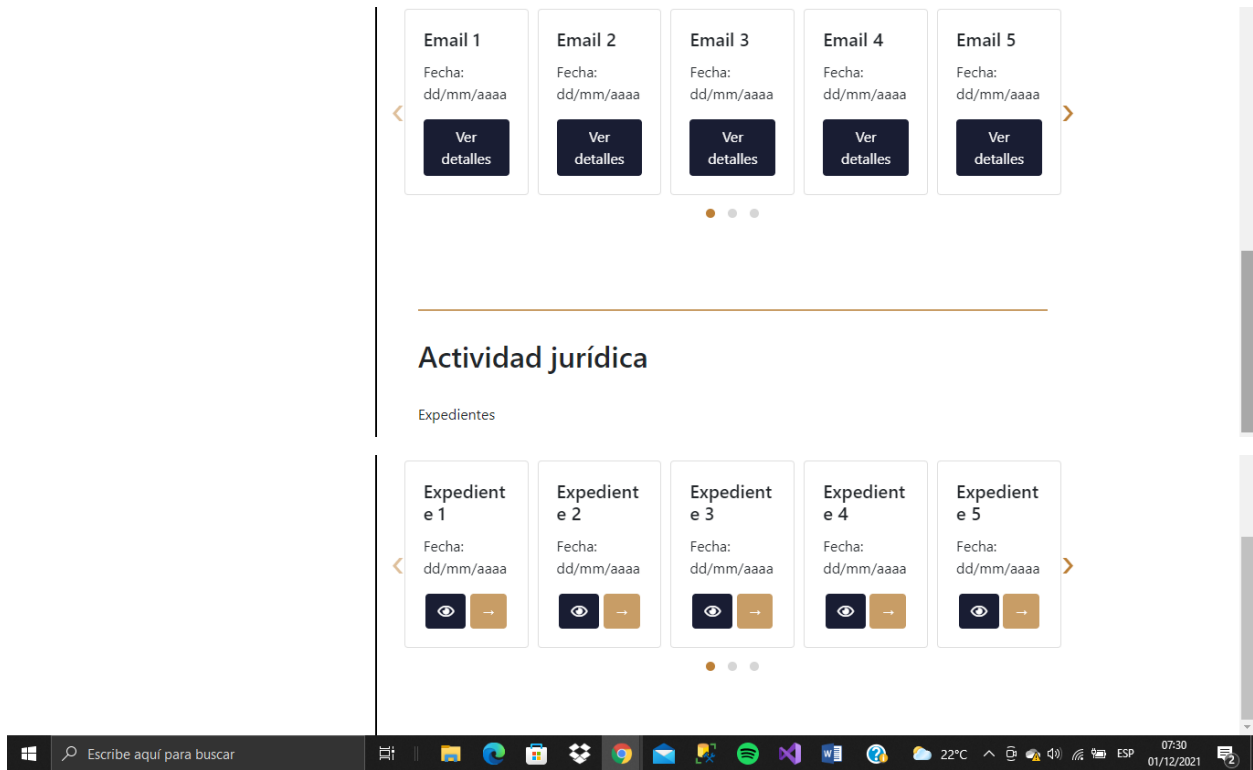 Email 1
Email 2
Email 3
Email 4
Email 5
Fecha:
dd/mm/aaaa
Fecha:
dd/mm/aaaa
Fecha:
dd/mm/aaaa
Fecha:
dd/mm/aaaa
Fecha:
dd/mm/aaaa
Ver
detalles
Ver
detalles
Ver
detalles
Ver
detalles
Ver
detalles
Actividad jurídica
Expedientes
Expedient
e 1
Expedient
e 2
Expedient
e 3
Expedient
e 4
Expedient
e 5
Fecha:
dd/mm/aaaa
Fecha:
dd/mm/aaaa
Fecha:
dd/mm/aaaa
Fecha:
dd/mm/aaaa
Fecha:
dd/mm/aaaa
Escribe aquí para buscar
22°C
ESP
07:30
01/12/2021
2